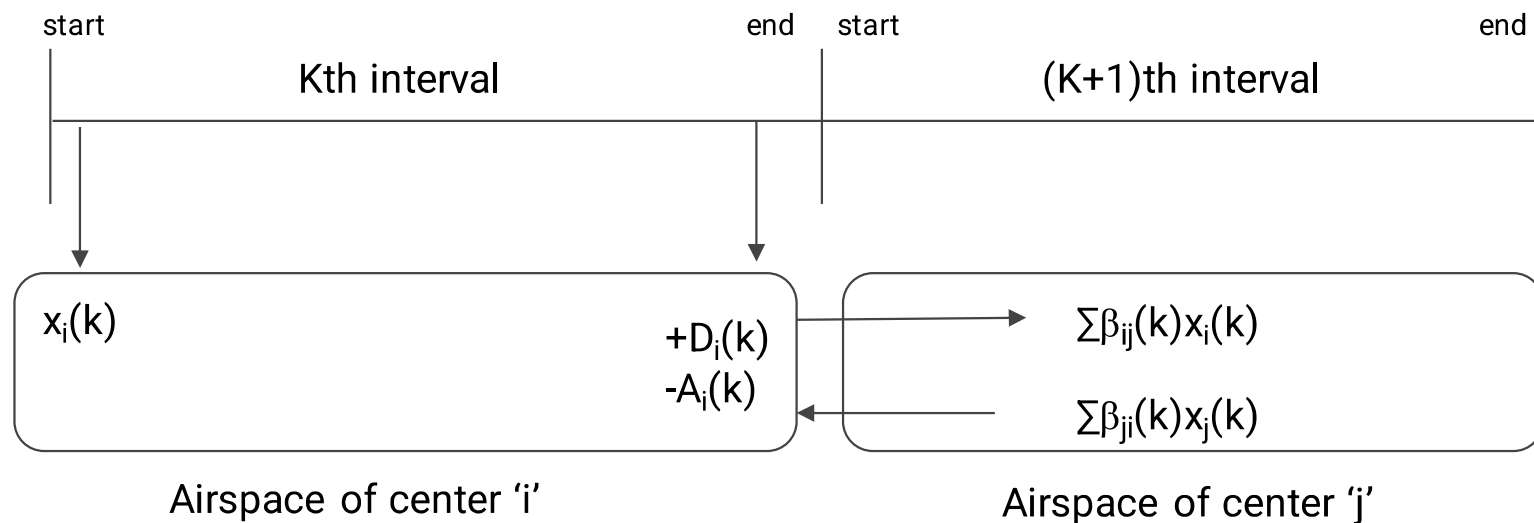 start end start end
Kth interval (K+1)th interval
xᵢ(k)
+Dᵢ(k)
-Aᵢ(k)
∑βᵢⱼ(k)xᵢ(k)
∑βⱼᵢ(k)xⱼ(k)
Airspace of center ‘i’ Airspace of center ‘j’